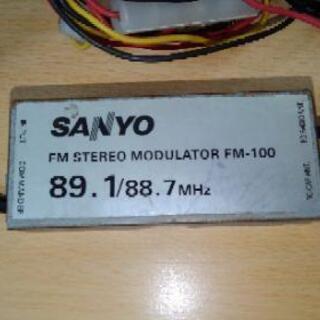 SANYO
FM STEREO MODULATOR FM-100
89.1/88.7MHz